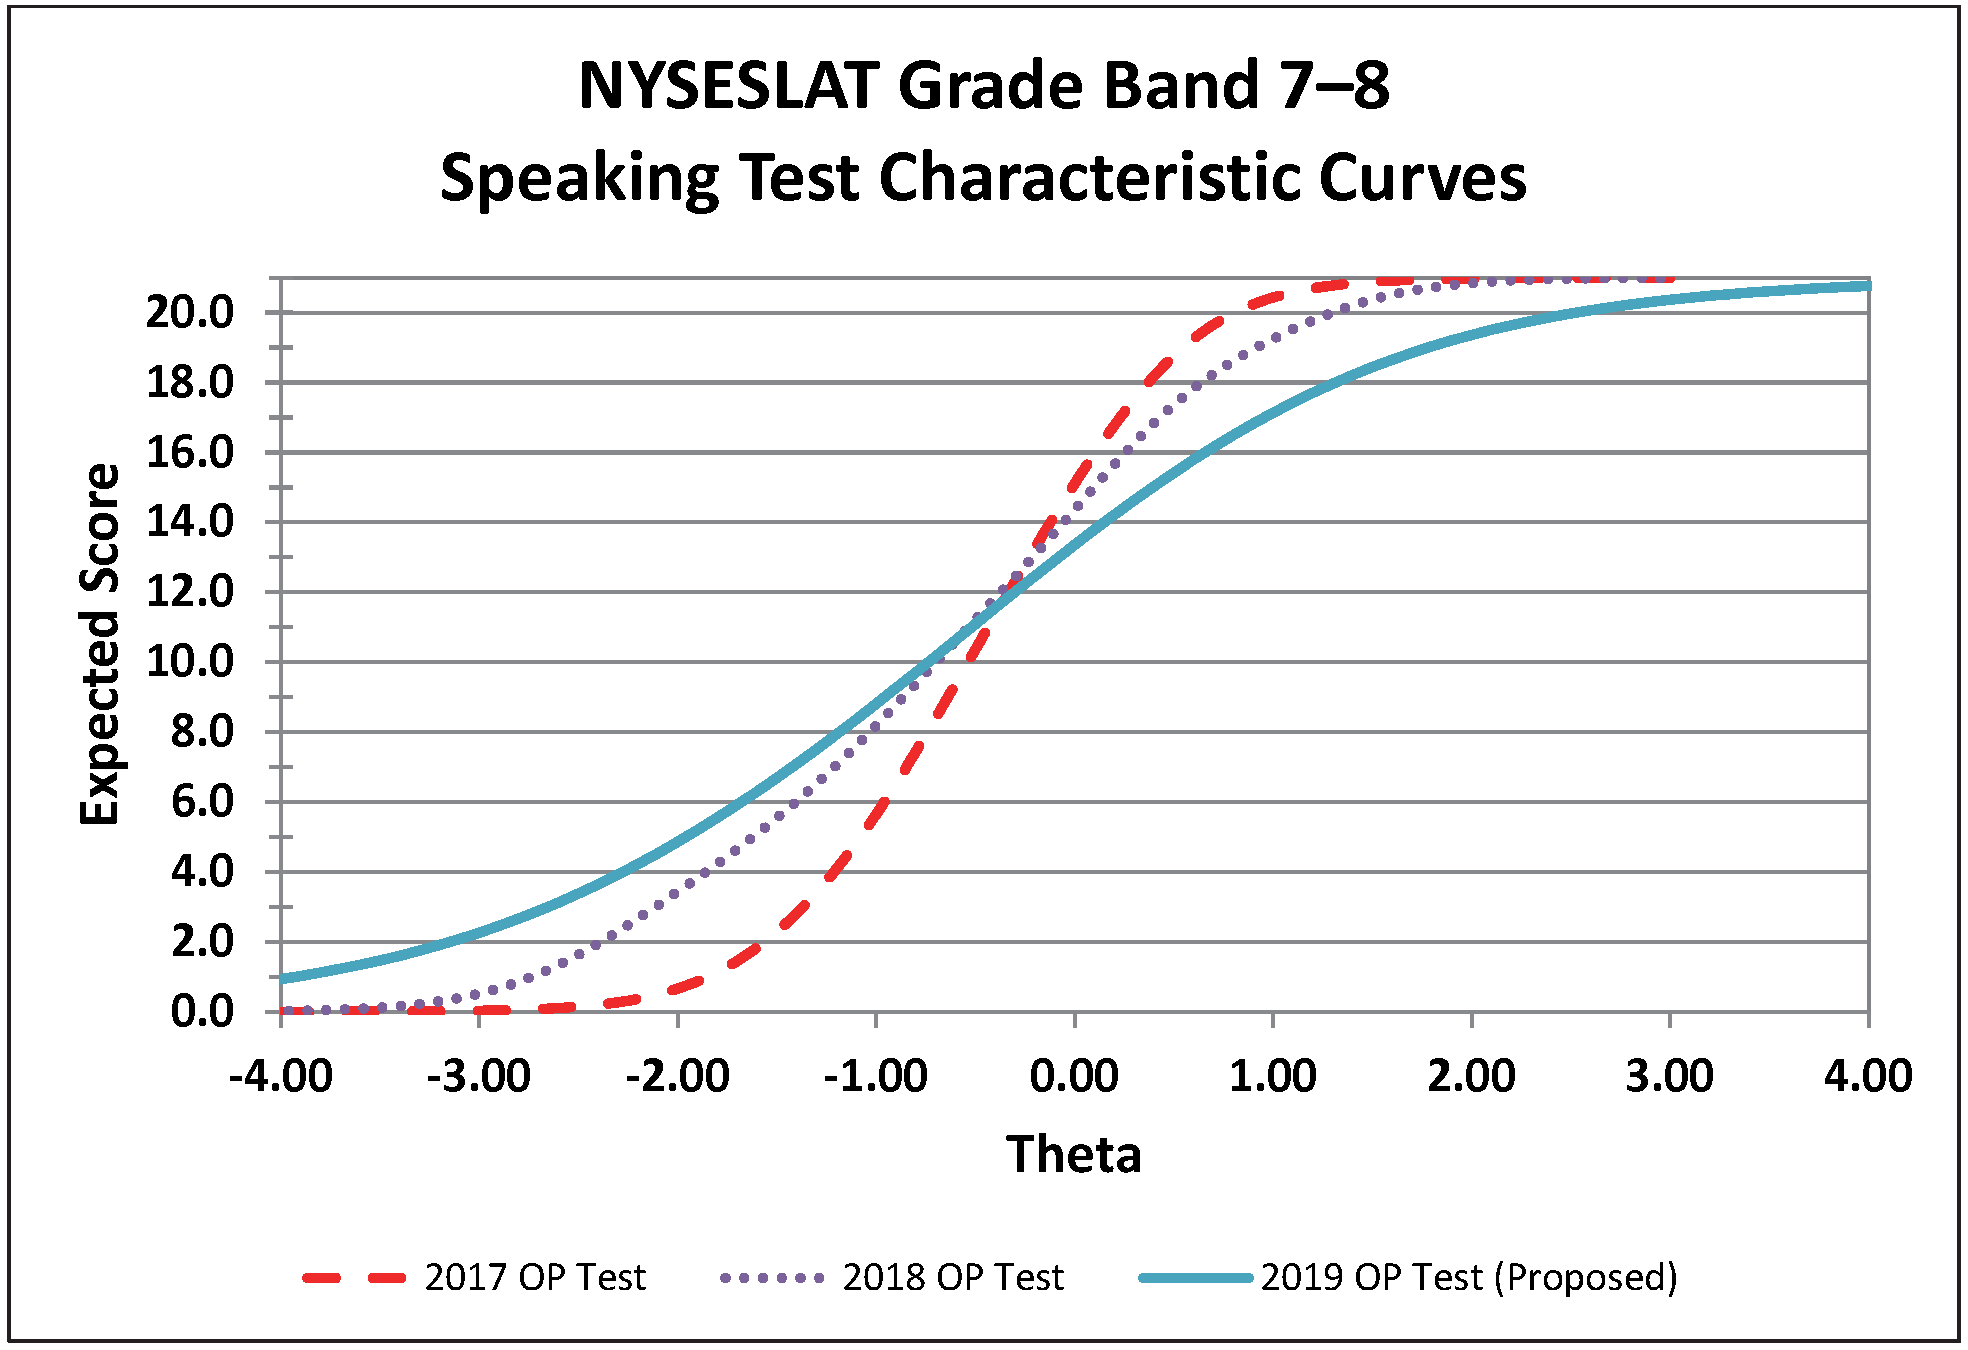 NYSESLAT Grade Band 7–8
Speaking Test Characteristic Curves
Expected Score
20.0
18.0
16.0
14.0
12.0
10.0
8.0
6.0
4.0
2.0
0.0
-4.00 -3.00 -2.00 -1.00 0.00 1.00 2.00 3.00 4.00
Theta
2017 OP Test 2018 OP Test 2019 OP Test (Proposed)